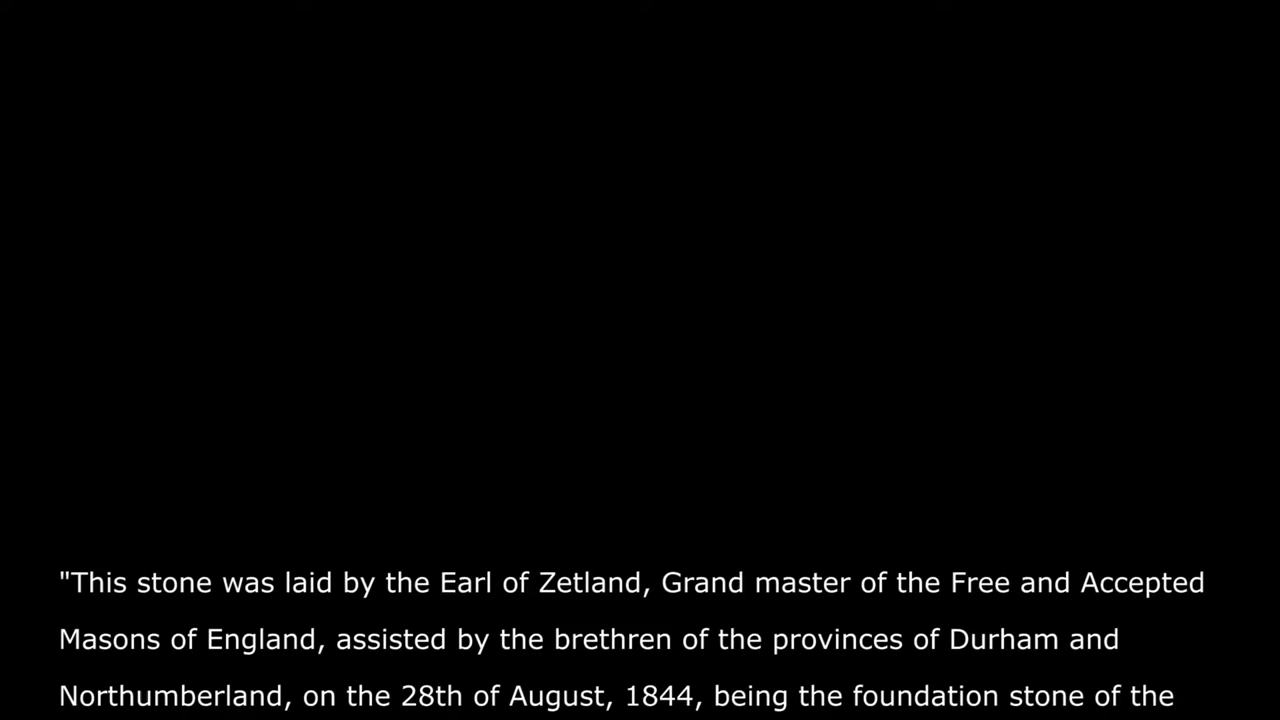 "This stone was laid by the Earl of Zetland, Grand master of the Free and Accepted
Masons of England, assisted by the brethren of the provinces of Durham and
Northumberland, on the 28th of August, 1844, being the foundation stone of the